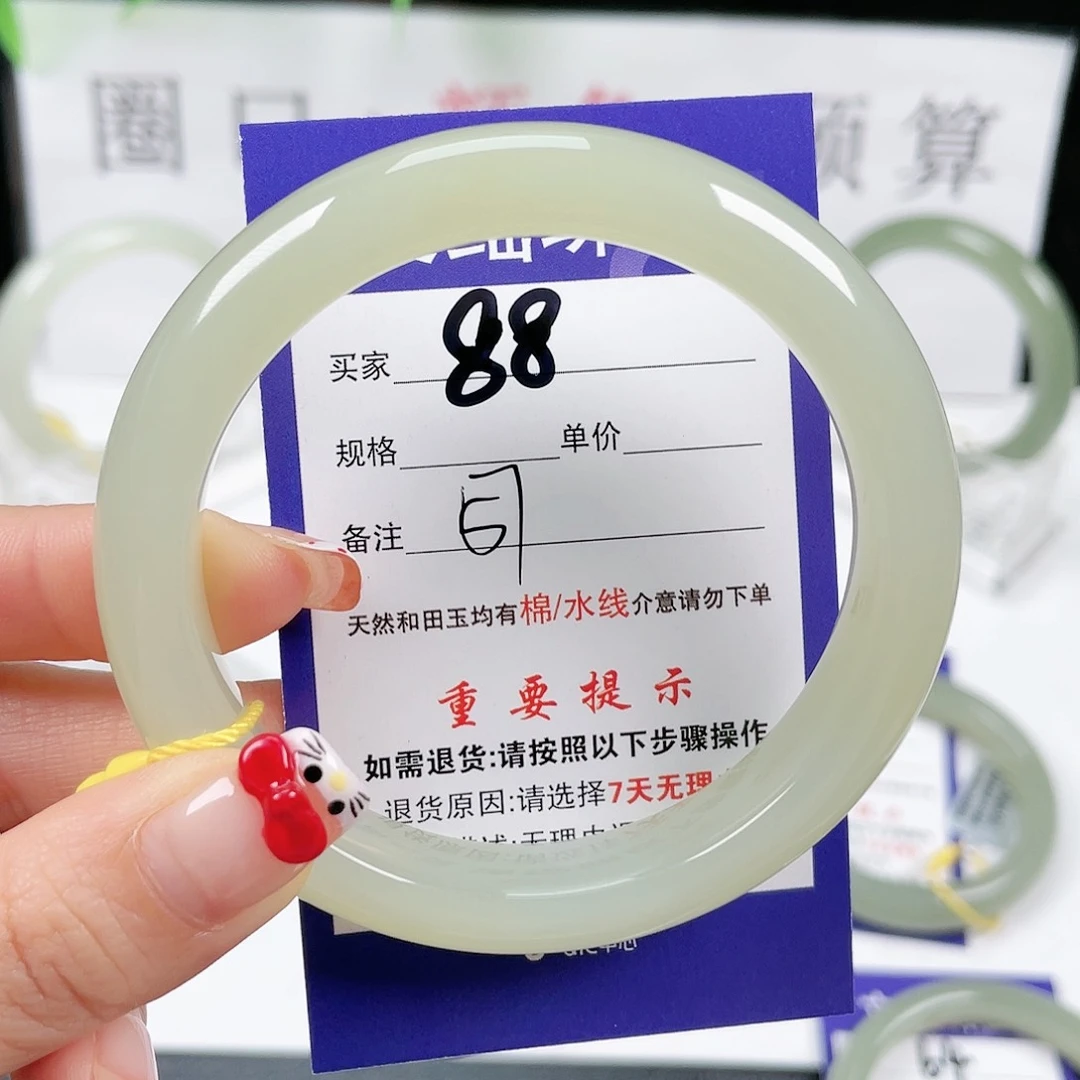 圈口 预算
买家 88
规格 单价
备注 57
天然和田玉均有棉/水线介意请勿下单
重要提示
如需退货:请按照以下步骤操作
退货原因:请选择7天无理
64